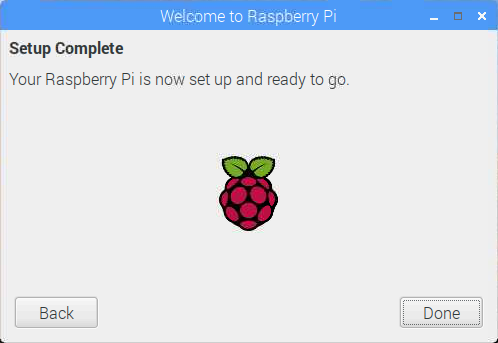 Welcome to Raspberry Pi
Setup Complete
Your Raspberry Pi is now set up and ready to go.
Back
Done